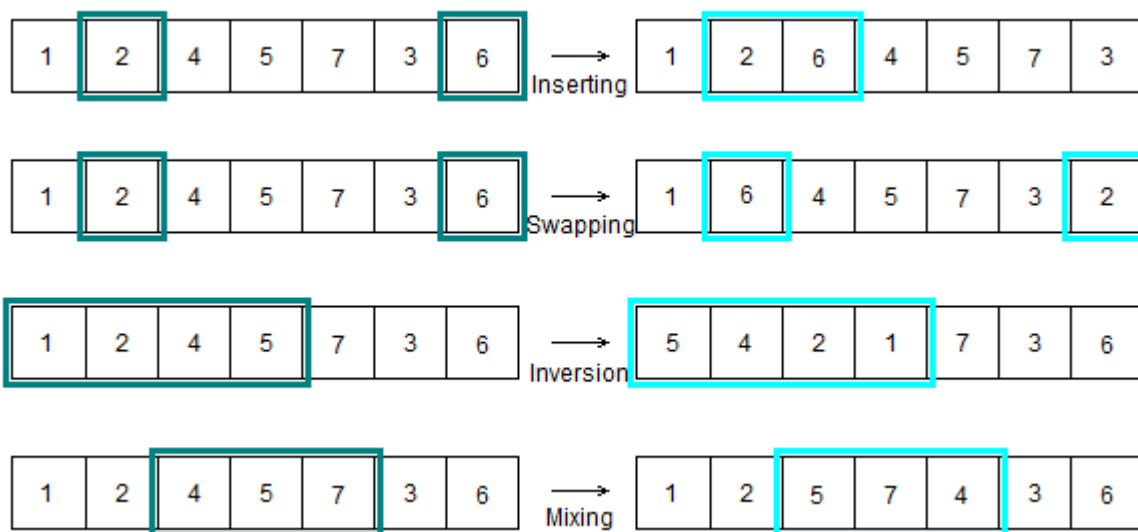 1 2 4 5 7 3 6 Inserting 1 2 6 4 5 7 3
1 2 4 5 7 3 6 Swapping 1 6 4 5 7 3 2
1 2 4 5 7 3 6 Inversion 5 4 2 1 7 3 6
1 2 4 5 7 3 6 Mixing 1 2 5 7 4 3 6